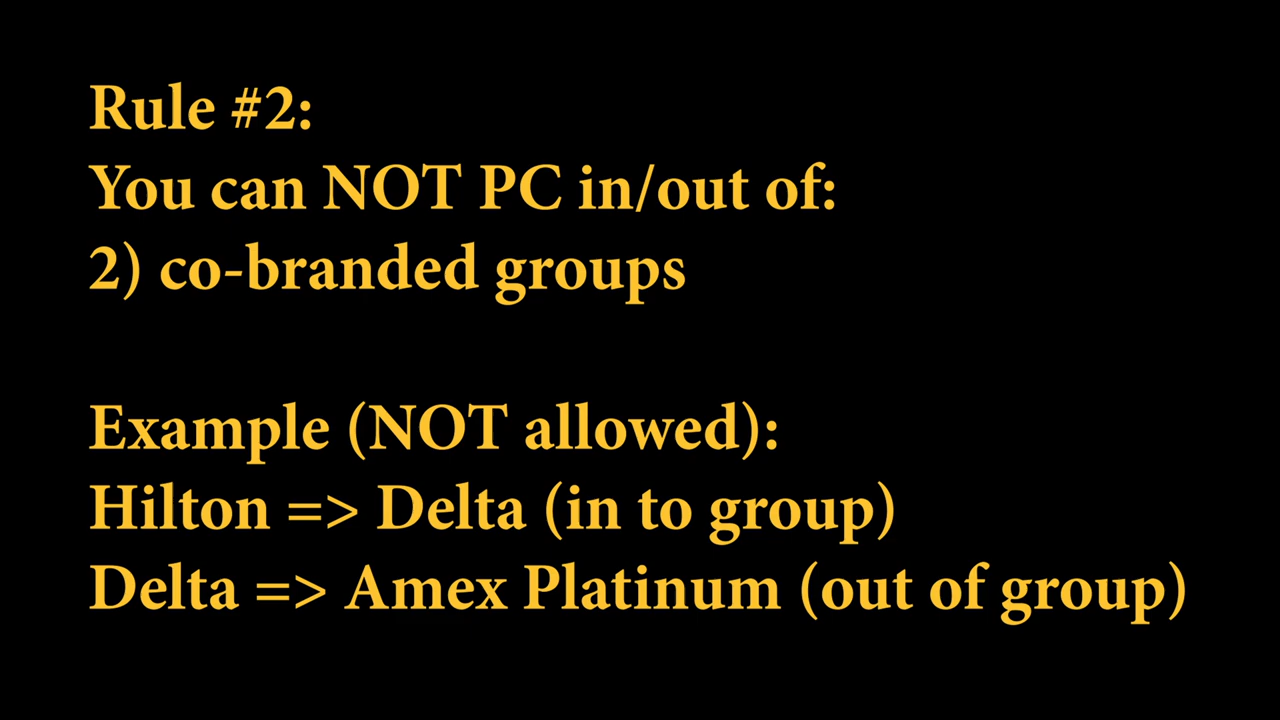 Rule #2:
You can NOT PC in/out of:
2) co-branded groups
Example (NOT allowed):
Hilton => Delta (in to group)
Delta => Amex Platinum (out of group)